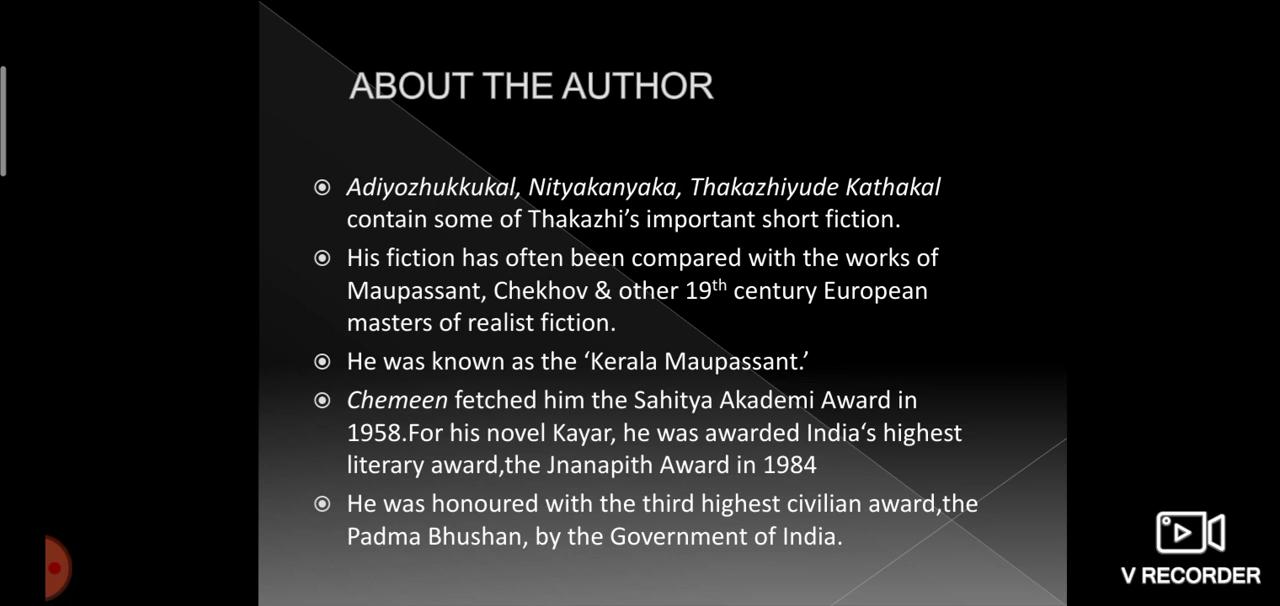 ABOUT THE AUTHOR
Adiyozhukkukal, Nityakanyaka, Thakazhiyude Kathakal
contain some of Thakazhi’s important short fiction.
His fiction has often been compared with the works of
Maupassant, Chekhov & other 19th century European
masters of realist fiction.
He was known as the ‘Kerala Maupassant.’
Chemeen fetched him the Sahitya Akademi Award in
1958.For his novel Kayar, he was awarded India‘s highest
literary award,the Jnanapith Award in 1984
He was honoured with the third highest civilian award,the
Padma Bhushan, by the Government of India.
V RECORDER